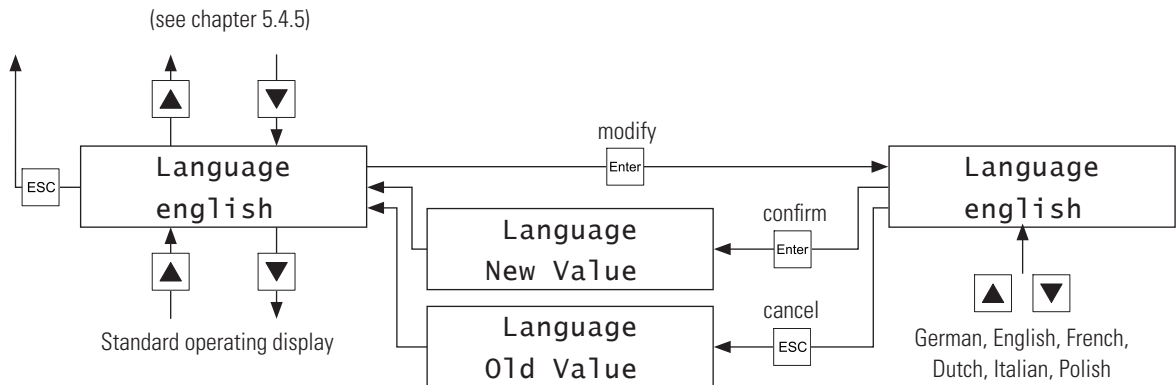 (see chapter 5.4.5)
modify
Enter
ESC
Language
english
Language
english
confirm
Enter
Language
New Value
cancel
ESC
Language
Old Value
Standard operating display
German, English, French,
Dutch, Italian, Polish